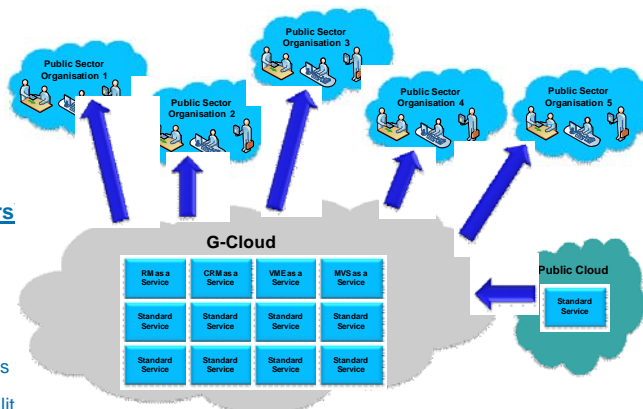 Public Sector
Organisation 1
Public Sector
Organisation 2
Public Sector
Organisation 3
Public Sector
Organisation 4
Public Sector
Organisation 5
rs
G-Cloud
RM as a
Service
CRM as a
Service
VME as a
Service
MVS as a
Service
Standard
Service
Standard
Service
Standard
Service
Standard
Service
Standard
Service
Standard
Service
Standard
Service
Standard
Service
Public Cloud
Standard
Service
s
lit